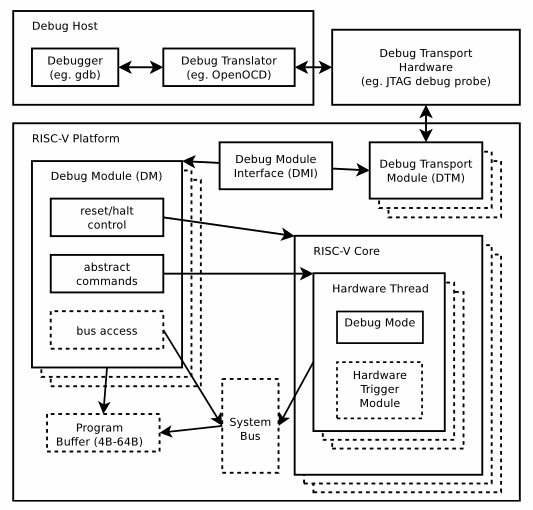 Debug Host
Debugger
(eg. gdb)
Debug Translator
(eg. OpenOCD)
Debug Transport
Hardware
(eg. JTAG debug probe)
RISC-V Platform
Debug Module
Interface (DMI)
Debug Transport
Module (DTM)
Debug Module (DM)
reset/halt
control
abstract
commands
bus access
RISC-V Core
Hardware Thread
Debug Mode
Hardware
Trigger
Module
System
Bus
Program
Buffer (4B-64B)